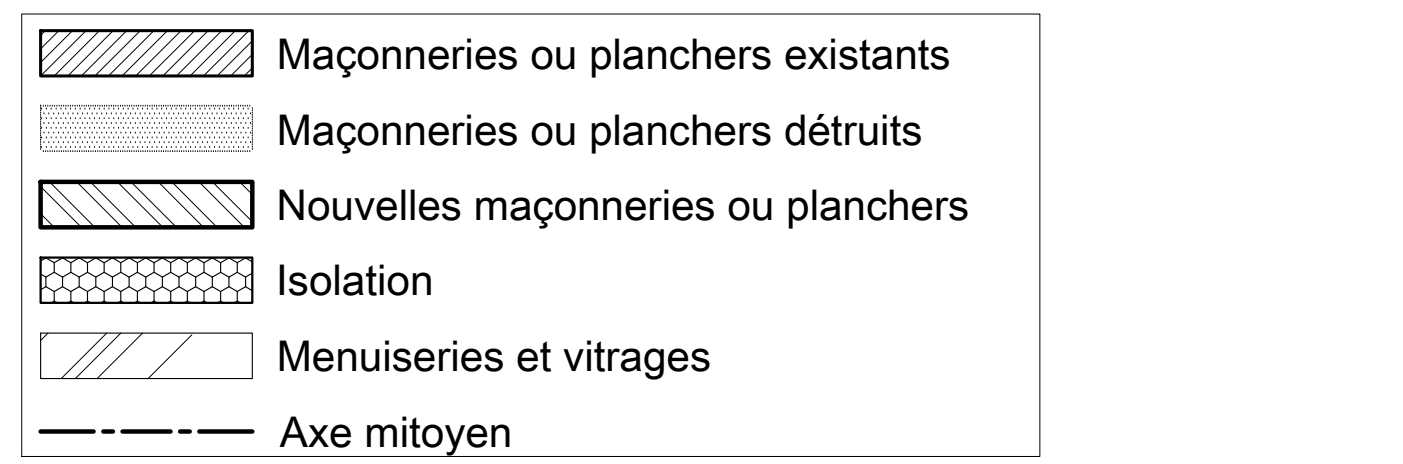 Maçonneries ou planchers existants
Maçonneries ou planchers détruits
Nouvelles maçonneries ou planchers
Isolation
Menuiseries et vitrages
Axe mitoyen